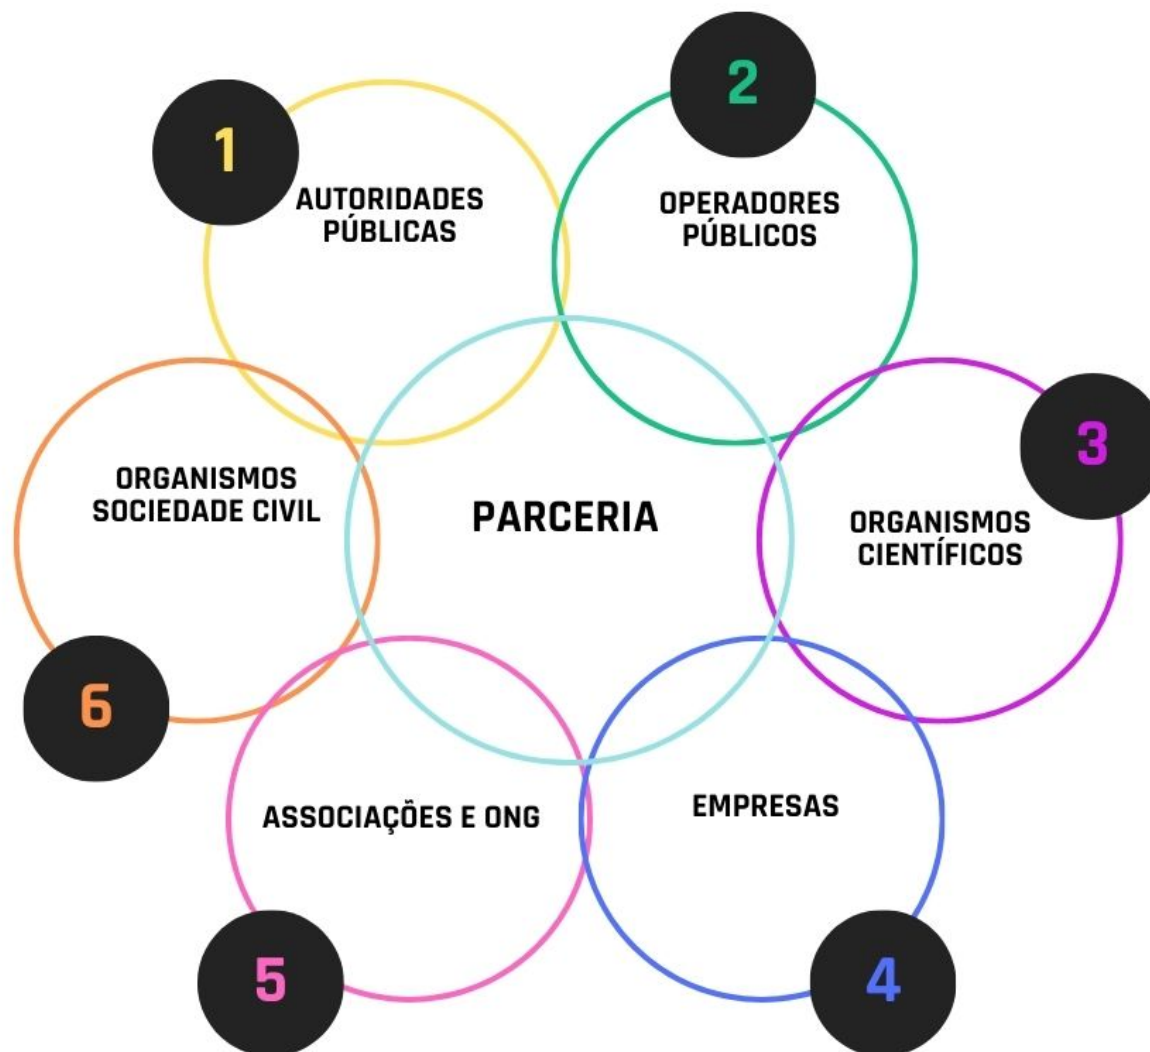 1
AUTORIDADES
PÚBLICAS
2
OPERADORES
PÚBLICOS
3
ORGANISMOS
CIENTÍFICOS
4
EMPRESAS
5
ASSOCIAÇÕES E ONG
6
ORGANISMOS
SOCIEDADE CIVIL
PARCERIA